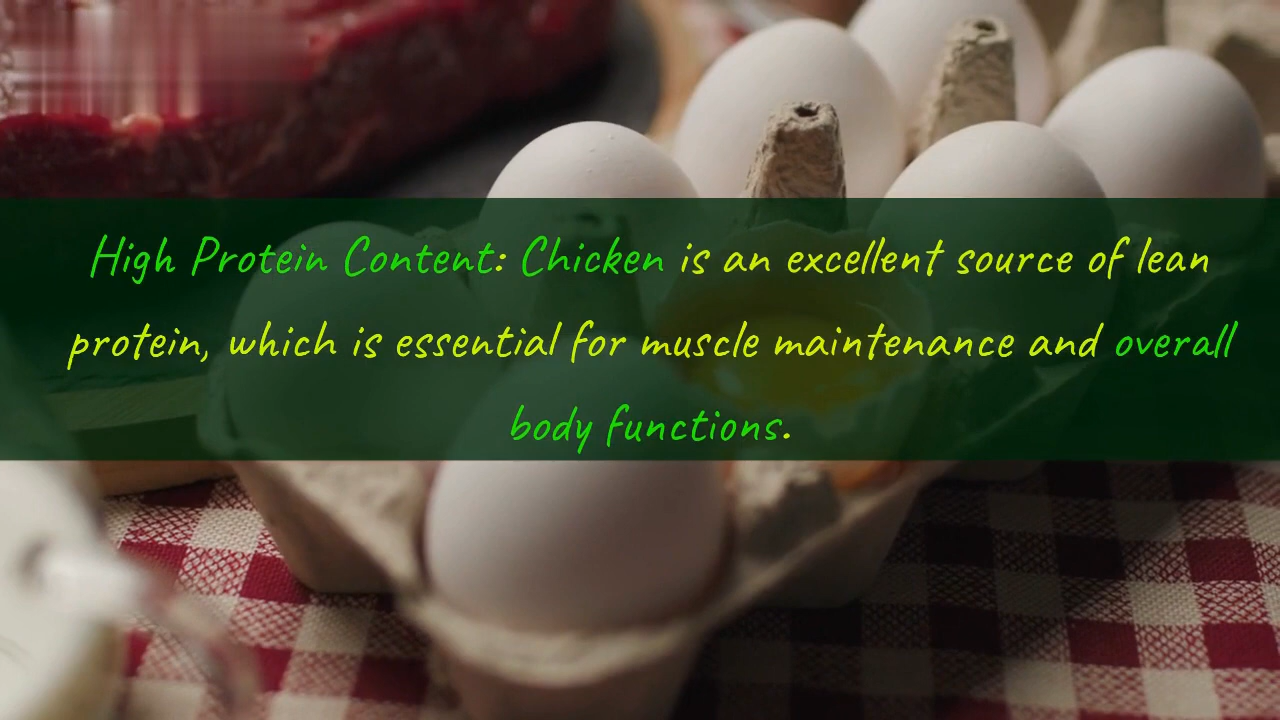 High Protein Content: Chicken is an excellent source of lean
protein, which is essential for muscle maintenance and overall
body functions.